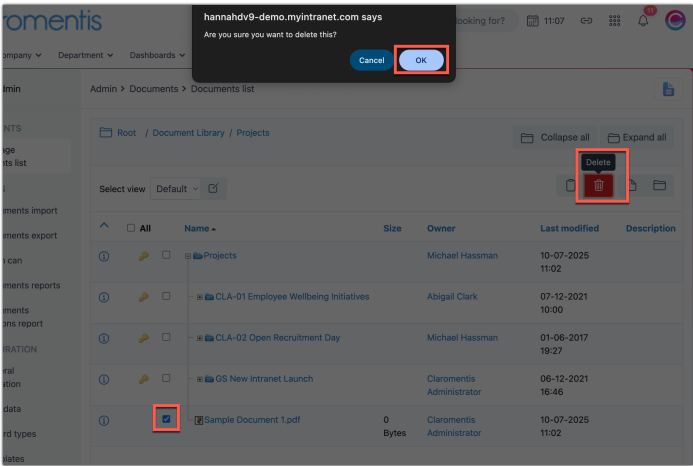 hannahdv9-demo.myintranet.com says
Are you sure you want to delete this?
Cancel OK
romentis
looking for? 11:07 11
ompany Department Dashboards
dmin
Admin > Documents > Documents list
NTS
age
nts list
Root / Document Library / Projects
Collapse all Expand all
Delete
Select view Default
uments import
uments export
n can
uments reports
uments
ons report
URATION
eral
ration
data
rd types
plates
All Name Size Owner Last modified Description
Projects Michael Hassman 10-07-2025
11:02
CLA-01 Employee Wellbeing Initiatives Abigail Clark 07-12-2021
10:00
CLA-02 Open Recruitment Day Michael Hassman 01-06-2017
19:27
GS New Intranet Launch Claromentis 06-12-2021
Administrator 16:46
Sample Document 1.pdf 0 Claromentis 10-07-2025
Bytes Administrator 11:02